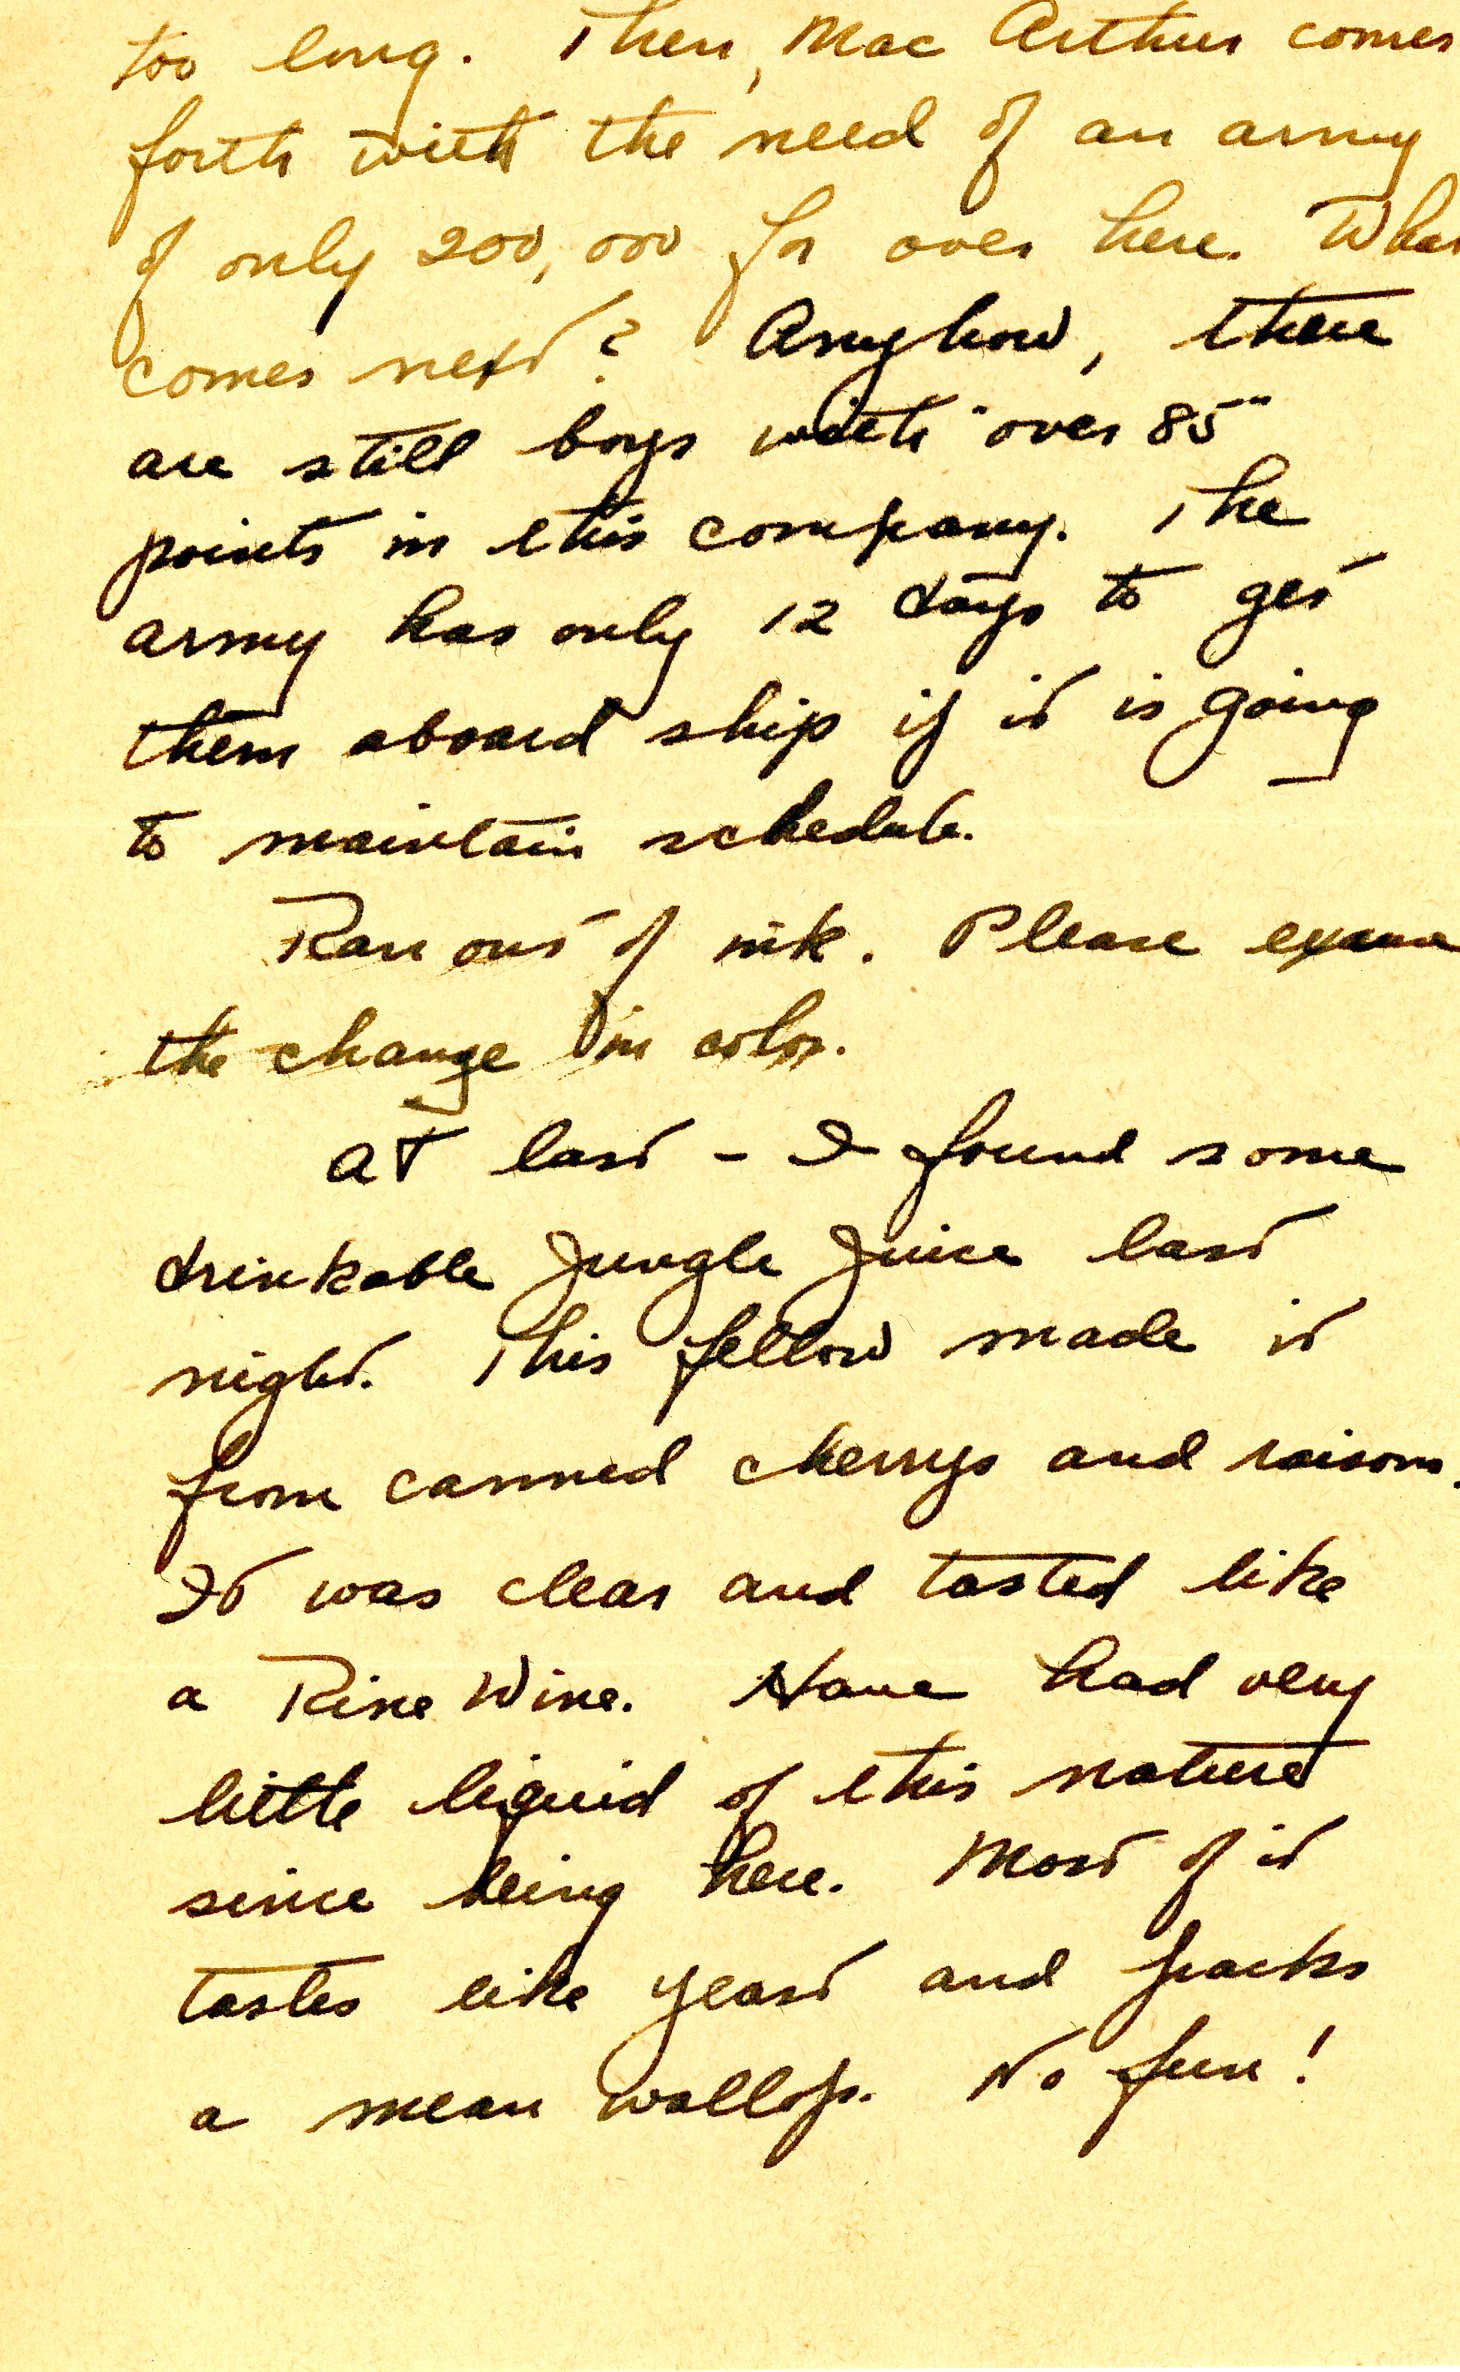 too long. Then, Mac Arthur comes
forth with the need of an army
of only 200,000 for over here. What
comes next? Anyhow, there
are still boys with "over 85"
points in this company. The
army has only 12 days to get
them aboard ship if it is going
to maintain schedule.
Ran out of ink. Please
the change in color.
At last - I found some
drinkable Jungle Juice last
night. This fellow made it
from canned cherrys and raisons.
It was clear and tasted like
a Rine Wine. Have had very
little liquid of this nature
since being here. Most of it
tastes like yeast and packs
a mean wallop. No fun!